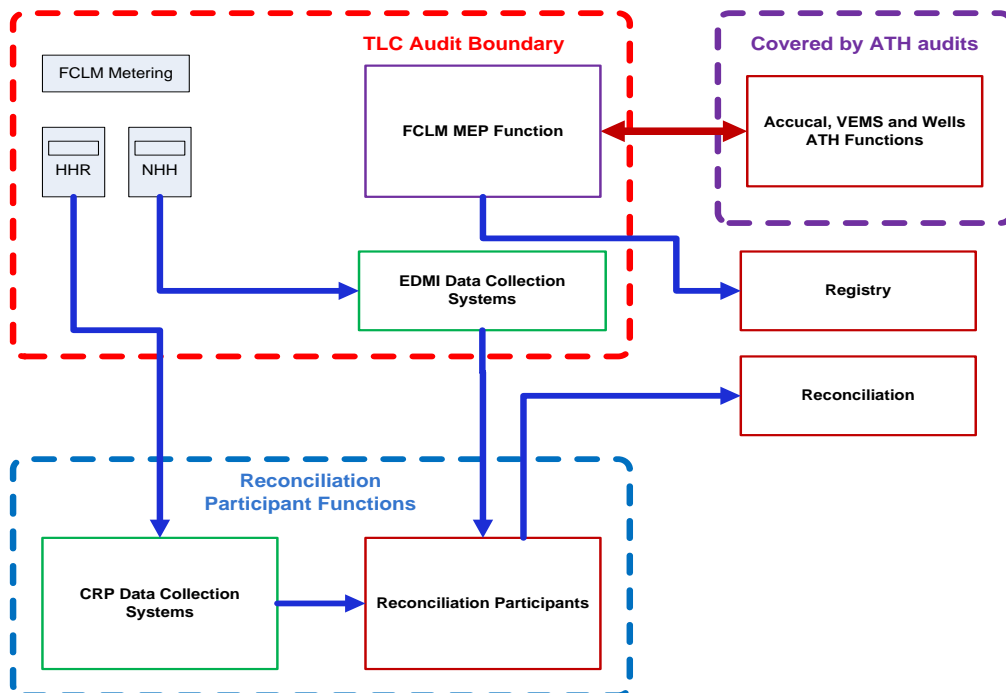 TLC Audit Boundary
Covered by ATH audits
FCLM Metering
FCLM MEP Function
Accucal, VEMS and Wells
ATH Functions
HHR
NHH
EDMI Data Collection
Systems
Registry
Reconciliation
Reconciliation
Participant Functions
CRP Data Collection
Systems
Reconciliation Participants